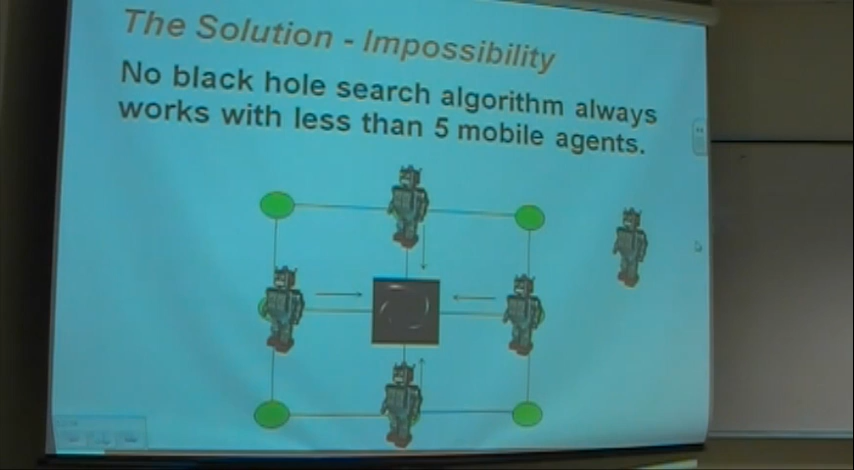 The Solution - Impossibility
No black hole search algorithm always
works with less than 5 mobile agents.